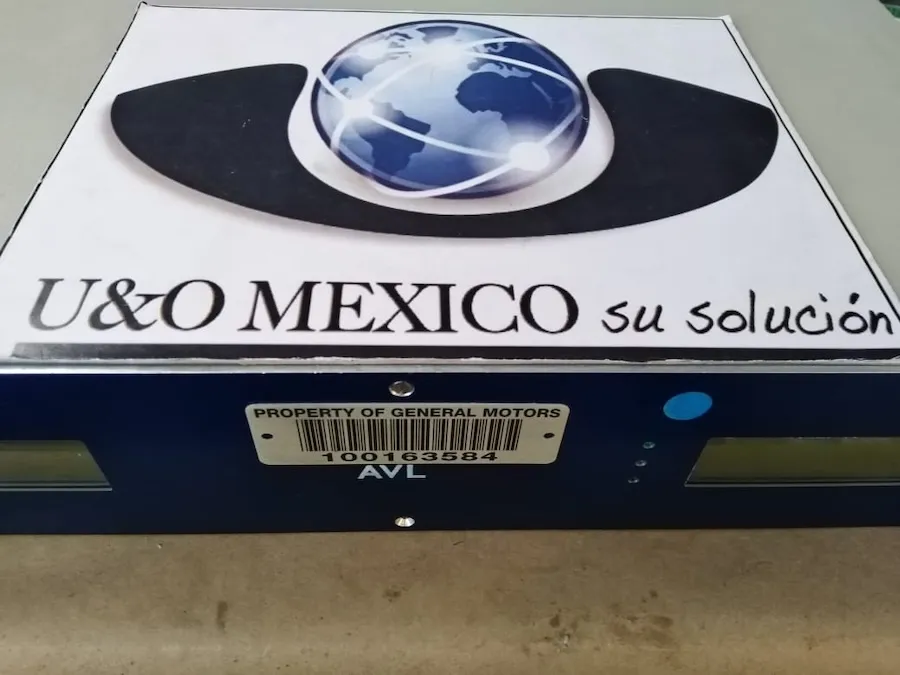 U&O MEXICO su solución
PROPERTY OF GENERAL MOTORS
100163584
AVL